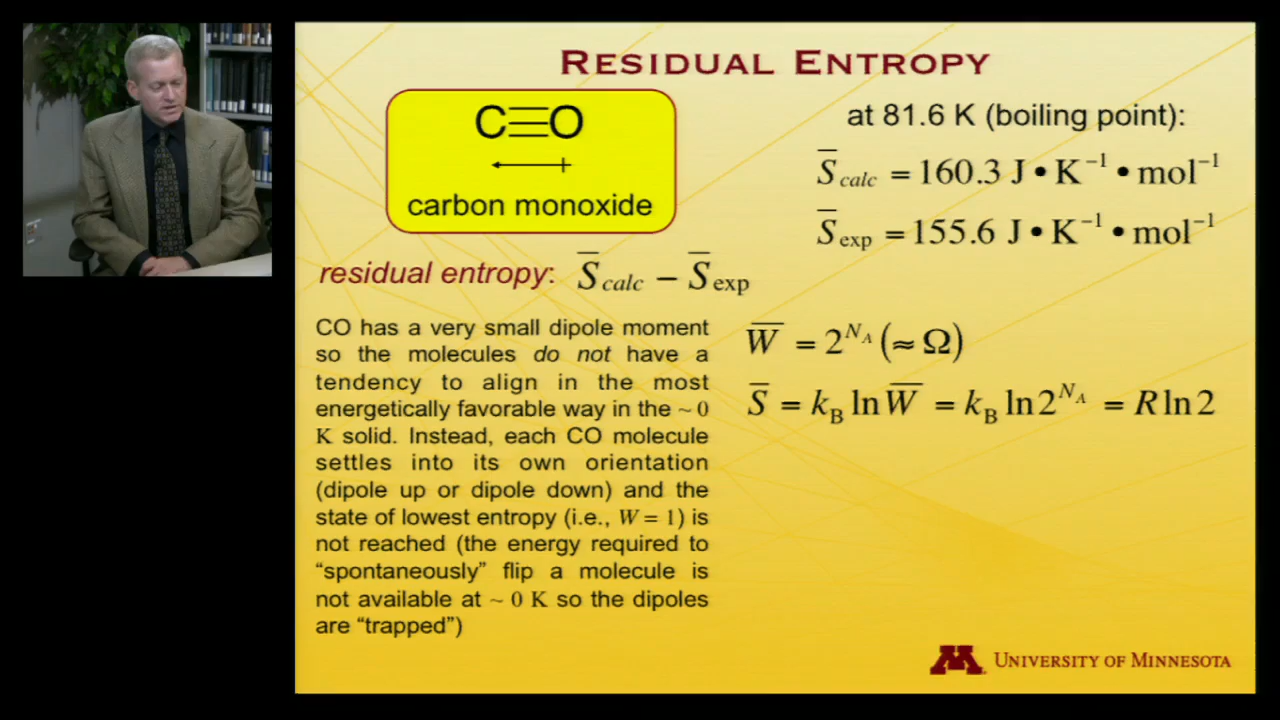 RESIDUAL ENTROPY
C≡O
carbon monoxide
at 81.6 K (boiling point):
S̅calc = 160.3 J • K⁻¹ • mol⁻¹
S̅exp = 155.6 J • K⁻¹ • mol⁻¹
residual entropy: S̅calc − S̅exp
CO has a very small dipole moment
so the molecules do not have a
tendency to align in the most
energetically favorable way in the ~ 0
K solid. Instead, each CO molecule
settles into its own orientation
(dipole up or dipole down) and the
state of lowest entropy (i.e., W = 1) is
not reached (the energy required to
“spontaneously” flip a molecule is
not available at ~ 0 K so the dipoles
are “trapped”)
W̅ = 2^{N_A} (≈ Ω)
S̅ = k_B ln W̅ = k_B ln 2^{N_A} = R ln 2
M UNIVERSITY OF MINNESOTA